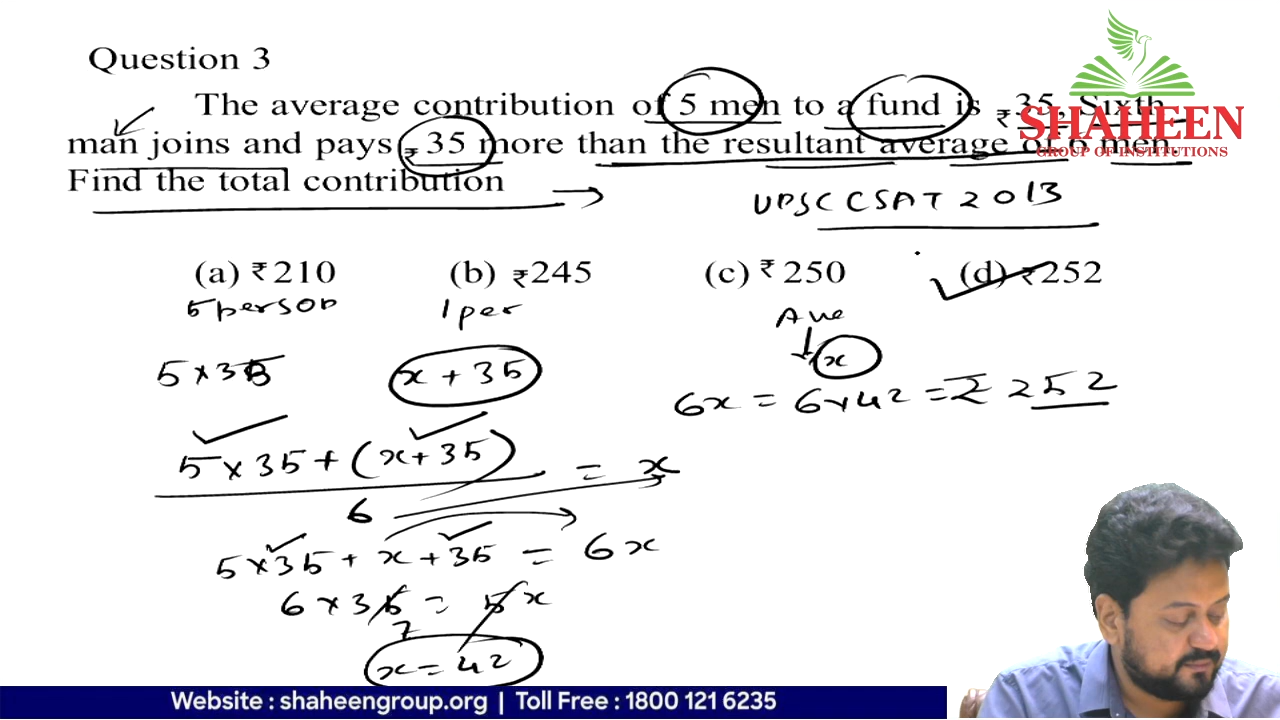 Question 3
The average contribution of 5 men to a fund is ₹35, Sixth
man joins and pays ₹ 35 more than the resultant average of 6 men.
Find the total contribution
SHAHEEN
GROUP OF INSTITUTIONS
UPSC CSAT 2013
(a) ₹210 (b) ₹245 (c) ₹250 (d) ₹252
5 person 1 per Ave
x
5×35 x + 35
6x = 6×42 = ₹ 252
5×35 + (x+35) = x
6
5×35 + x + 35 = 6x
6×35 = 5x
7
x = 42
Website : shaheengroup.org | Toll Free : 1800 121 6235